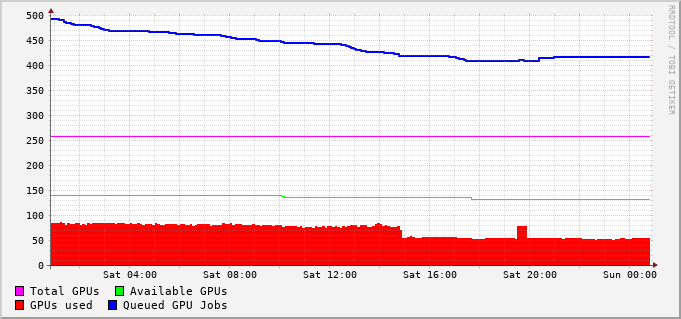 500
450
400
350
300
250
200
150
100
50
0
Sat 04:00 Sat 08:00 Sat 12:00 Sat 16:00 Sat 20:00 Sun 00:00
Total GPUs Available GPUs
GPUs used Queued GPU Jobs
RRDTOOL / TOBI OETIKER